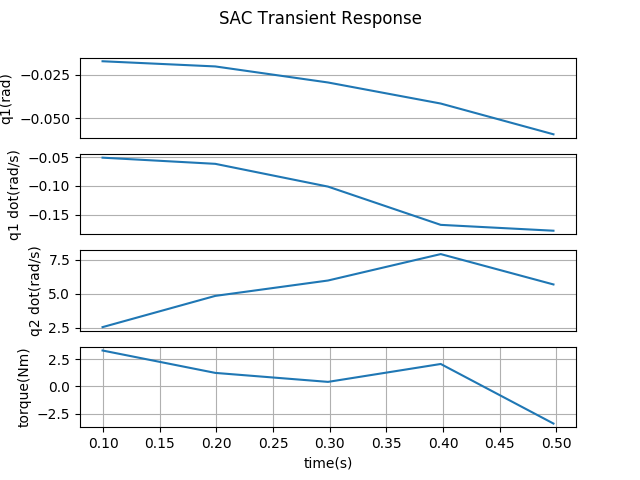 SAC Transient Response
q1(rad)
−0.025
−0.050
q1 dot(rad/s)
−0.05
−0.10
−0.15
q2 dot(rad/s)
7.5
5.0
2.5
torque(Nm)
2.5
0.0
−2.5
0.10 0.15 0.20 0.25 0.30 0.35 0.40 0.45 0.50
time(s)